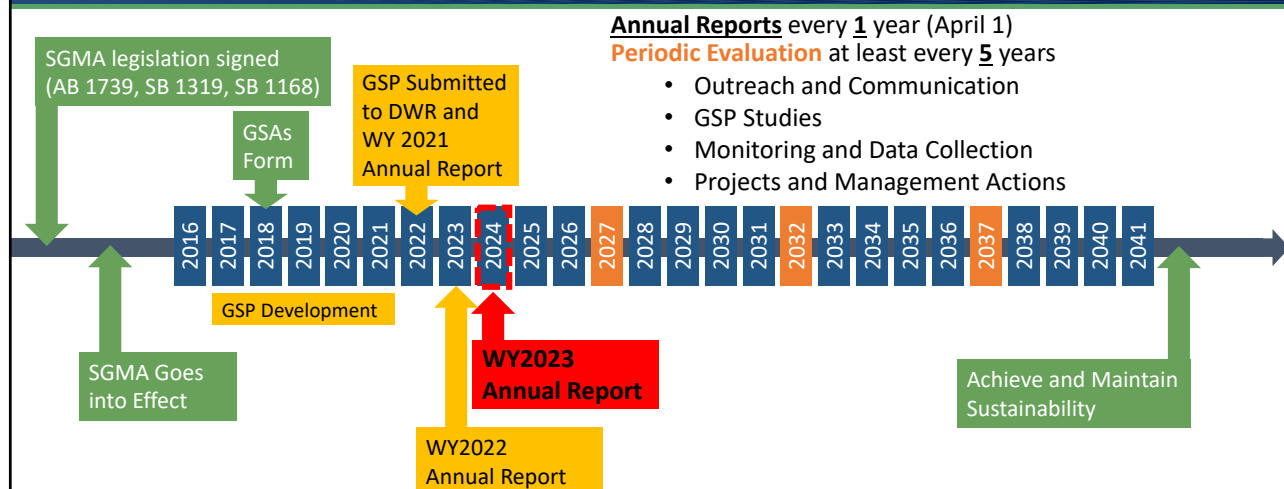 Annual Reports every 1 year (April 1)
Periodic Evaluation at least every 5 years
• Outreach and Communication
• GSP Studies
• Monitoring and Data Collection
• Projects and Management Actions
SGMA legislation signed
(AB 1739, SB 1319, SB 1168)
GSAs
Form
GSP Submitted
to DWR and
WY 2021
Annual Report
2016
2017
2018
2019
2020
2021
2022
2023
2024
2025
2026
2027
2028
2029
2030
2031
2032
2033
2034
2035
2036
2037
2038
2039
2040
2041
GSP Development
SGMA Goes
into Effect
WY2023
Annual Report
WY2022
Annual Report
Achieve and Maintain
Sustainability